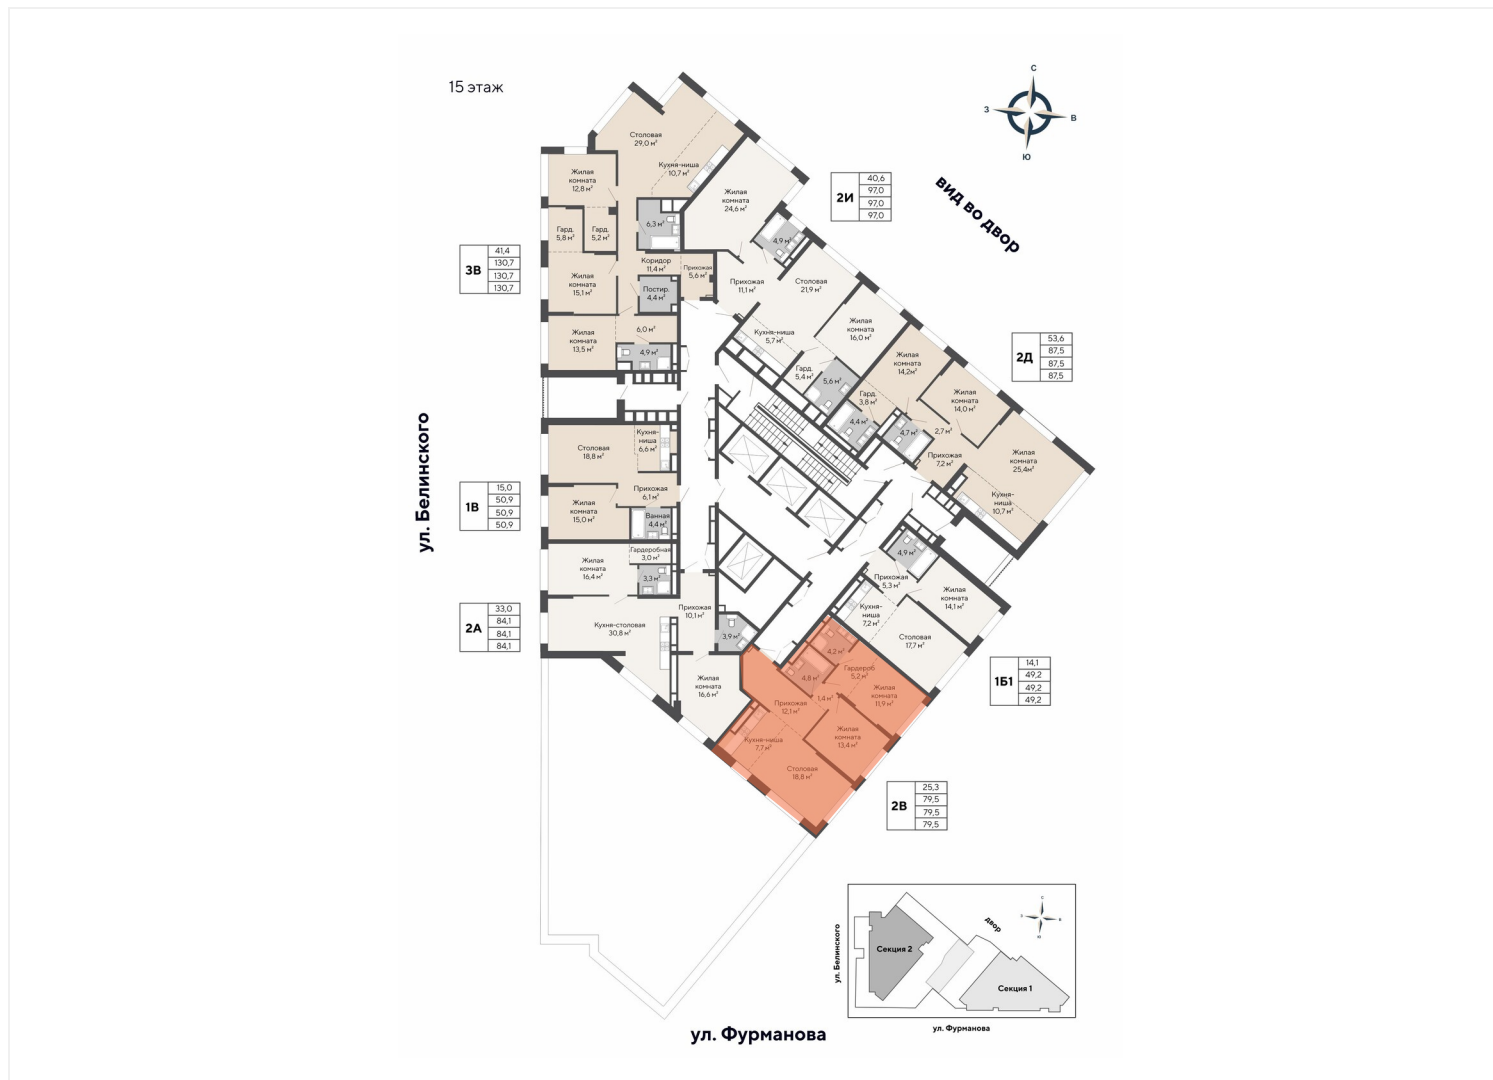 15 этаж
С
З
В
Ю
вид во двор
ул. Белинского
ул. Фурманова
3В
41,4
130,7
130,7
130,7
Столовая
29,0 м²
Кухня-ниша
10,7 м²
Жилая
комната
12,8 м²
Гард.
5,8 м²
Гард.
5,2 м²
6,3 м²
Коридор
11,4 м²
Прихожая
5,6 м²
Жилая
комната
15,1 м²
Постир.
4,4 м²
Жилая
комната
13,5 м²
6,0 м²
4,9 м²
2И
40,6
97,0
97,0
97,0
Жилая
комната
24,6 м²
4,9 м²
Прихожая
11,1 м²
Столовая
21,9 м²
Кухня-ниша
5,7 м²
Жилая
комната
16,0 м²
Гард.
5,4 м²
5,6 м²
2Д
53,6
87,5
87,5
87,5
Жилая
комната
14,2м²
Гард.
3,8 м²
4,4 м²
Жилая
комната
14,0 м²
4,7 м²
2,7 м²
Прихожая
7,2 м²
Жилая
комната
25,4м²
Кухня-
ниша
10,7 м²
1В
15,0
50,9
50,9
50,9
Столовая
18,8 м²
Кухня-
ниша
6,6 м²
Прихожая
6,1 м²
Жилая
комната
15,0 м²
Ванная
4,4 м²
2А
33,0
84,1
84,1
84,1
Жилая
комната
16,4 м²
Гардеробная
3,0 м²
3,3 м²
Кухня-столовая
30,8 м²
Прихожая
10,1 м²
3,9 м²
Жилая
комната
16,6 м²
1Б1
14,1
49,2
49,2
49,2
4,9 м²
Прихожая
5,3 м²
Жилая
комната
14,1 м²
Кухня-
ниша
7,2 м²
Столовая
17,7 м²
2В
25,3
79,5
79,5
79,5
4,2 м²
Гардероб
5,2 м²
4,8 м²
1,4 м²
Жилая
комната
11,9 м²
Прихожая
12,1 м²
Жилая
комната
13,4 м²
Кухня-ниша
7,7 м²
Столовая
18,8 м²
ул. Белинского
Секция 2
двор
Секция 1
ул. Фурманова